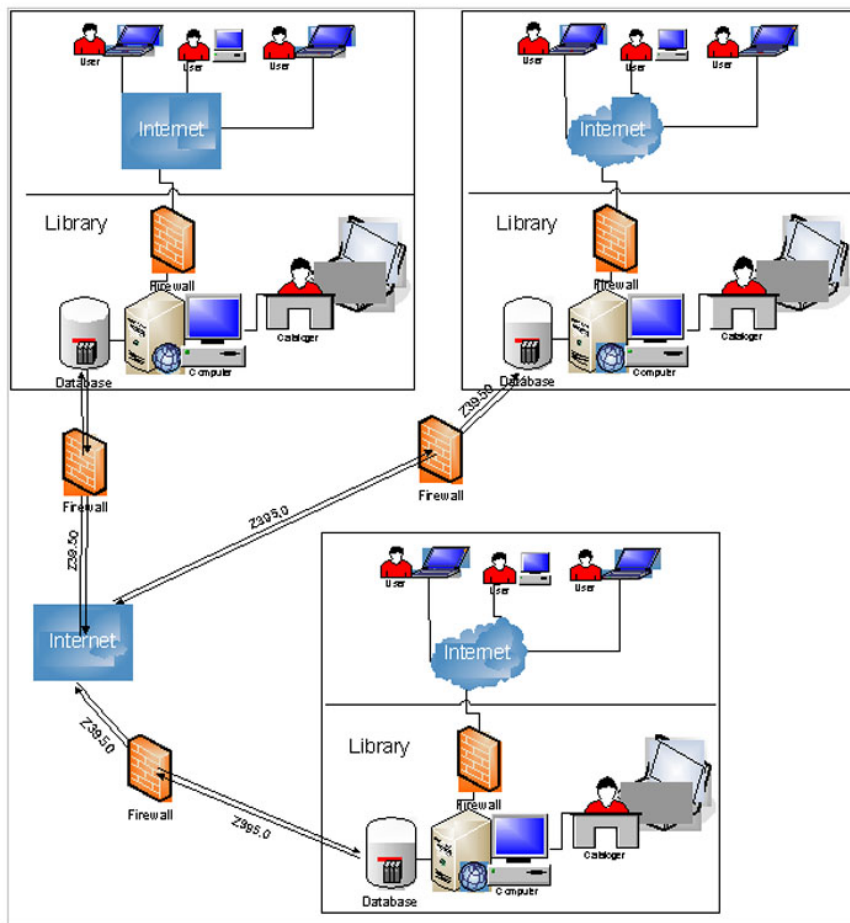 User
User
User
Internet
Library
Firewall
Cataloger
Computer
Database
User
User
User
Internet
Library
Firewall
Cataloger
Computer
Database
Z39.50
Firewall
Firewall
Z39.50
Z395.0
Internet
User
User
User
Internet
Library
Firewall
Cataloger
Computer
Database
Z39.50
Firewall
Z395.0